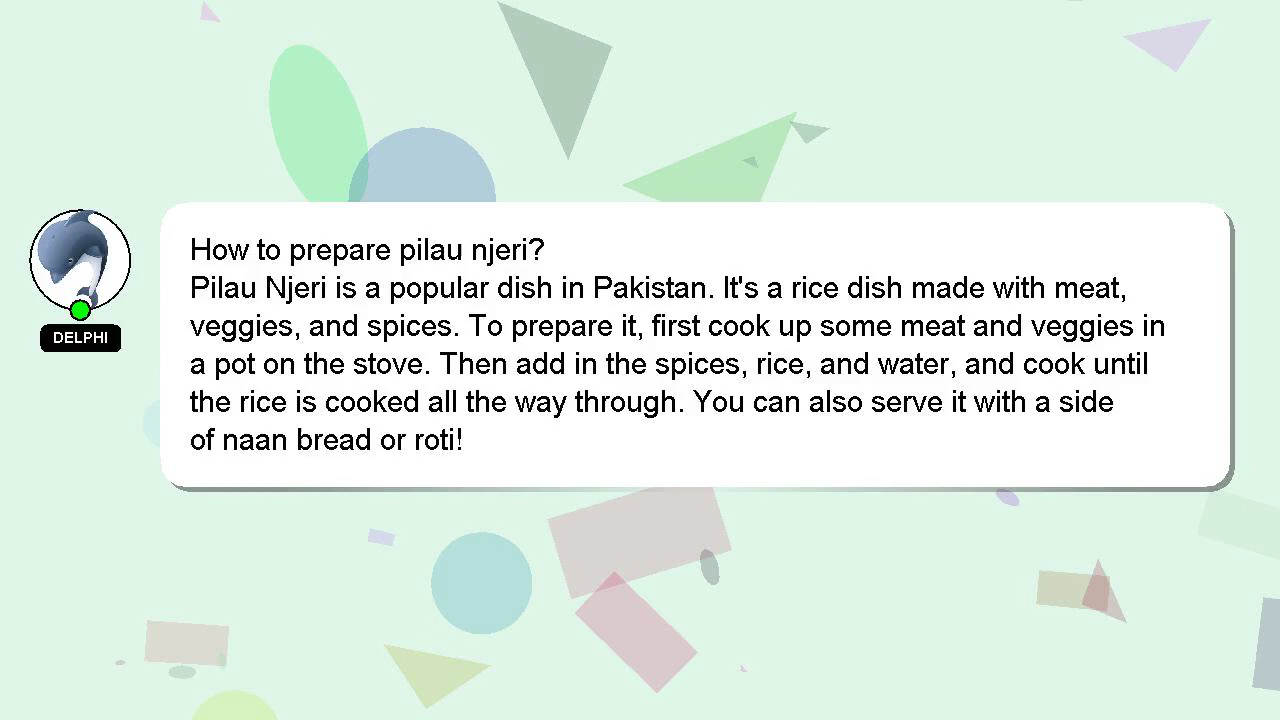 How to prepare pilau njeri?
Pilau Njeri is a popular dish in Pakistan. It's a rice dish made with meat,
veggies, and spices. To prepare it, first cook up some meat and veggies in
a pot on the stove. Then add in the spices, rice, and water, and cook until
the rice is cooked all the way through. You can also serve it with a side
of naan bread or roti!
DELPHI